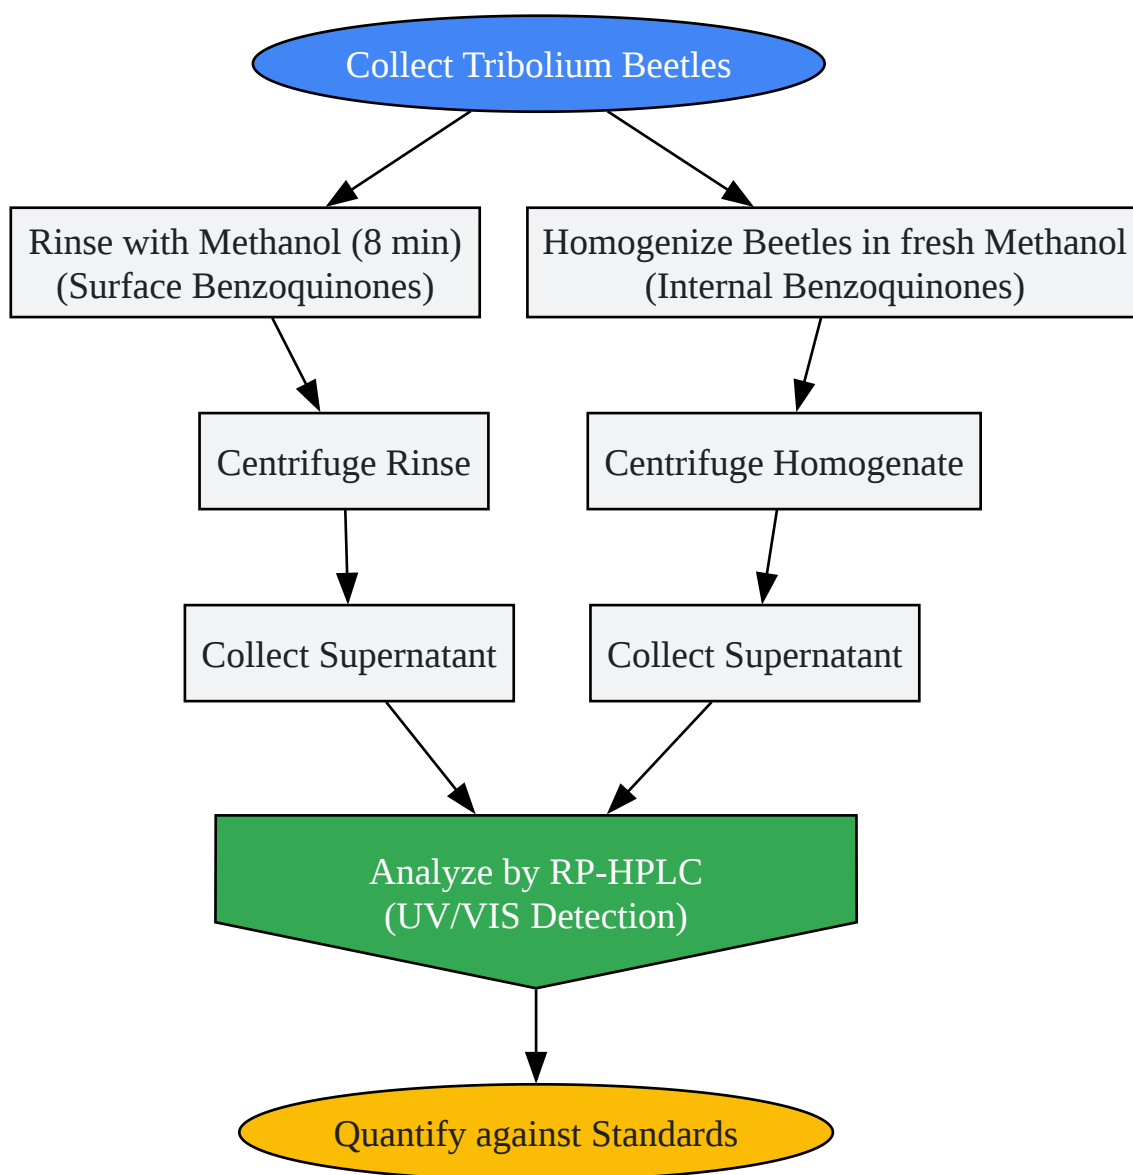 Collect Tribolium Beetles
Rinse with Methanol (8 min)
(Surface Benzoquinones)
Homogenize Beetles in fresh Methanol
(Internal Benzoquinones)
Centrifuge Rinse
Centrifuge Homogenate
Collect Supernatant
Collect Supernatant
Analyze by RP-HPLC
(UV/VIS Detection)
Quantify against Standards